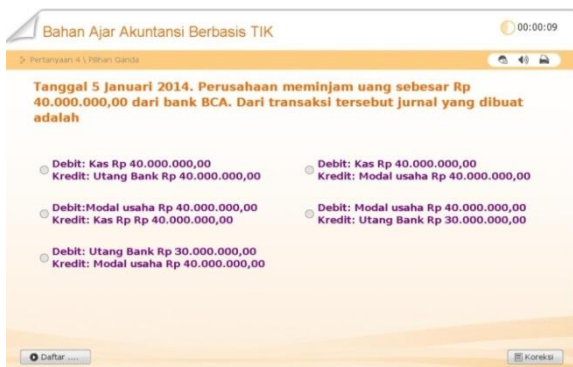 Bahan Ajar Akuntansi Berbasis TIK
00:00:09
Pertanyaan 4 \ Pilihan Ganda
Tanggal 5 Januari 2014. Perusahaan meminjam uang sebesar Rp
40.000.000,00 dari bank BCA. Dari transaksi tersebut jurnal yang dibuat
adalah
Debit: Kas Rp 40.000.000,00
Kredit: Utang Bank Rp 40.000.000,00
Debit: Kas Rp 40.000.000,00
Kredit: Modal usaha Rp 40.000.000,00
Debit:Modal usaha Rp 40.000.000,00
Kredit: Kas Rp Rp 40.000.000,00
Debit: Modal usaha Rp 40.000.000,00
Kredit: Utang Bank Rp 30.000.000,00
Debit: Utang Bank Rp 30.000.000,00
Kredit: Modal usaha Rp 40.000.000,00
Daftar ....
Koreksi